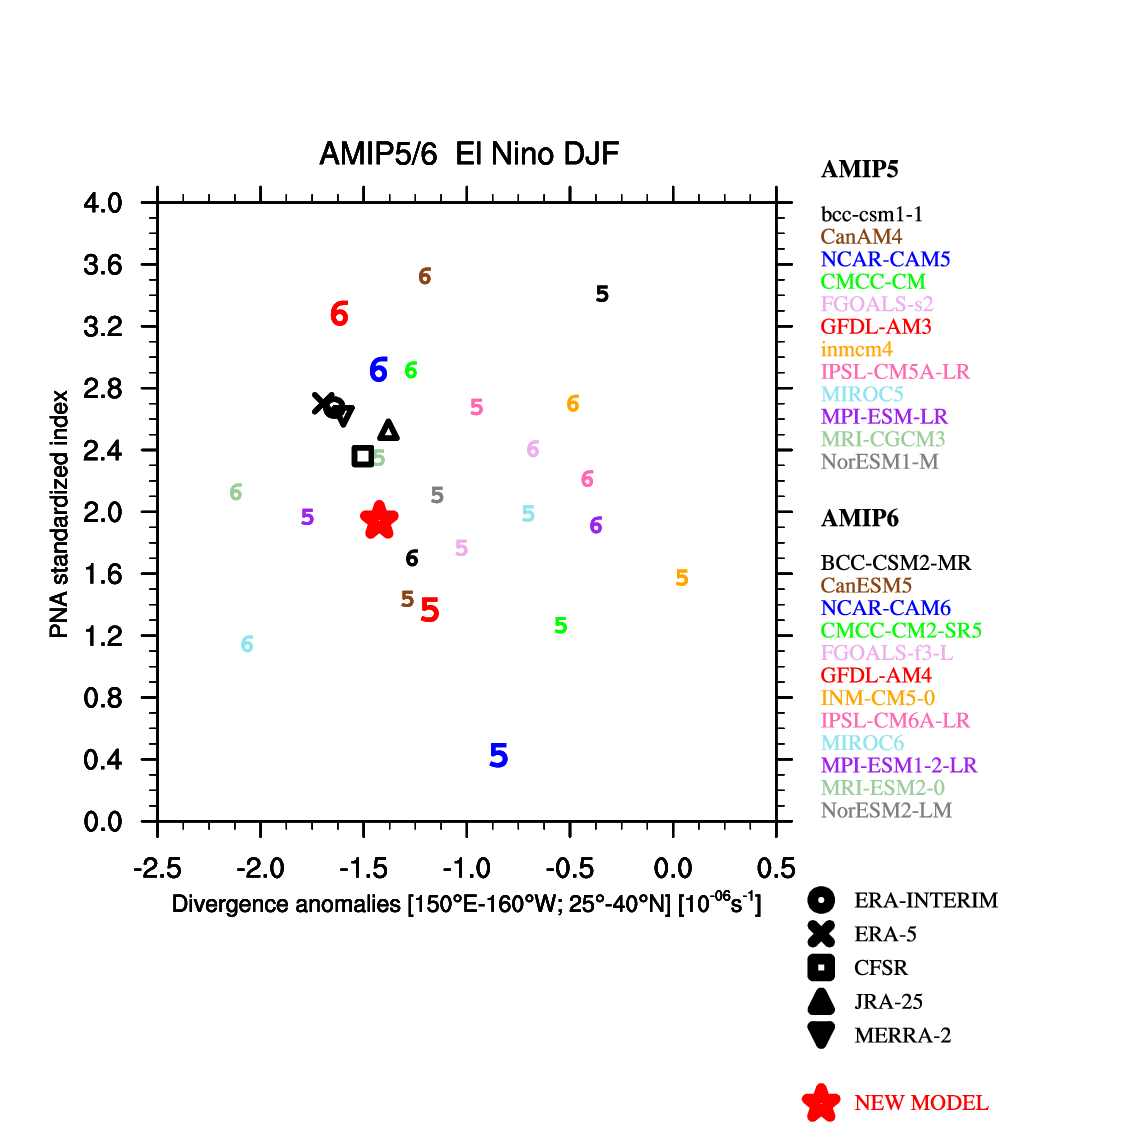 AMIP5/6 El Nino DJF
PNA standardized index
4.0
3.6
3.2
2.8
2.4
2.0
1.6
1.2
0.8
0.4
0.0
6
5
6
6
6
5
6
6
5
6
6
5
5
5
6
5
6
5
5
5
5
5
6
5
-2.5 -2.0 -1.5 -1.0 -0.5 0.0 0.5
Divergence anomalies [150°E-160°W; 25°-40°N] [10⁻⁰⁶s⁻¹]
AMIP5
bcc-csm1-1
CanAM4
NCAR-CAM5
CMCC-CM
FGOALS-s2
GFDL-AM3
inmcm4
IPSL-CM5A-LR
MIROC5
MPI-ESM-LR
MRI-CGCM3
NorESM1-M
AMIP6
BCC-CSM2-MR
CanESM5
NCAR-CAM6
CMCC-CM2-SR5
FGOALS-f3-L
GFDL-AM4
INM-CM5-0
IPSL-CM6A-LR
MIROC6
MPI-ESM1-2-LR
MRI-ESM2-0
NorESM2-LM
ERA-INTERIM
ERA-5
CFSR
JRA-25
MERRA-2
NEW MODEL